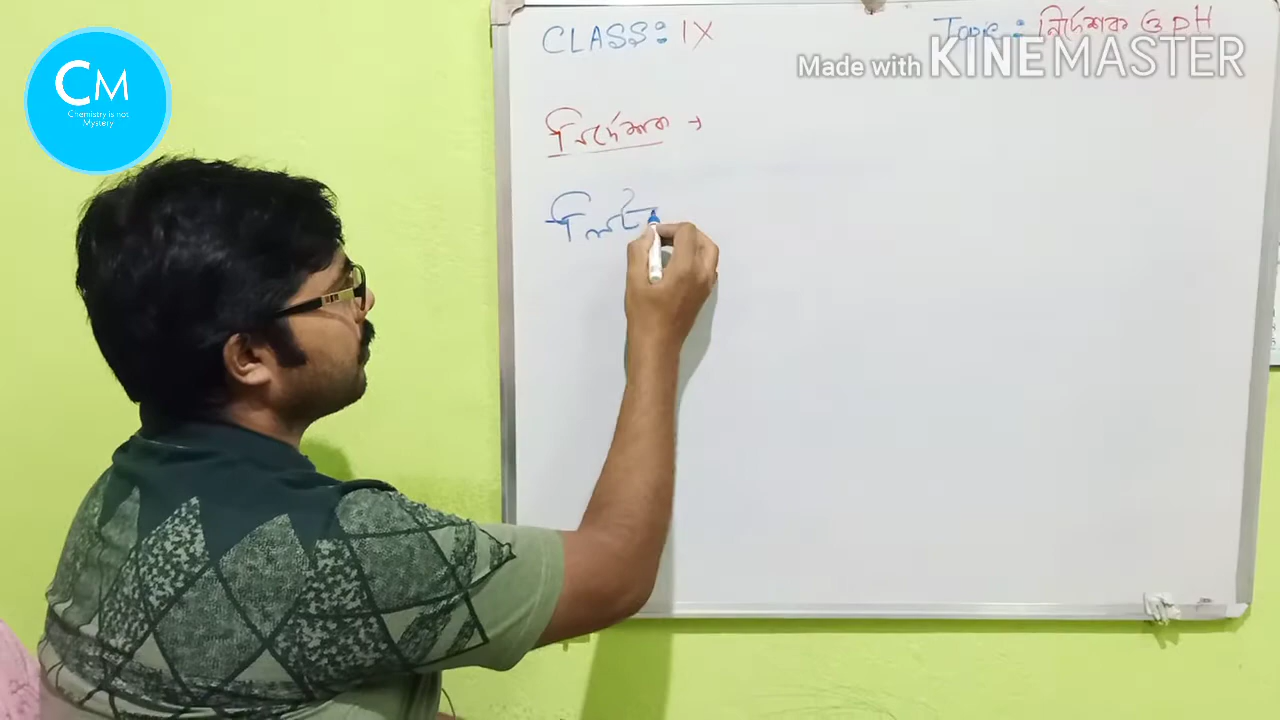 CM
Chemistry is not
Mystery
CLASS: IX
Topic: নির্দেশক ও pH
Made with KINEMASTER
নির্দেশক →
লিট